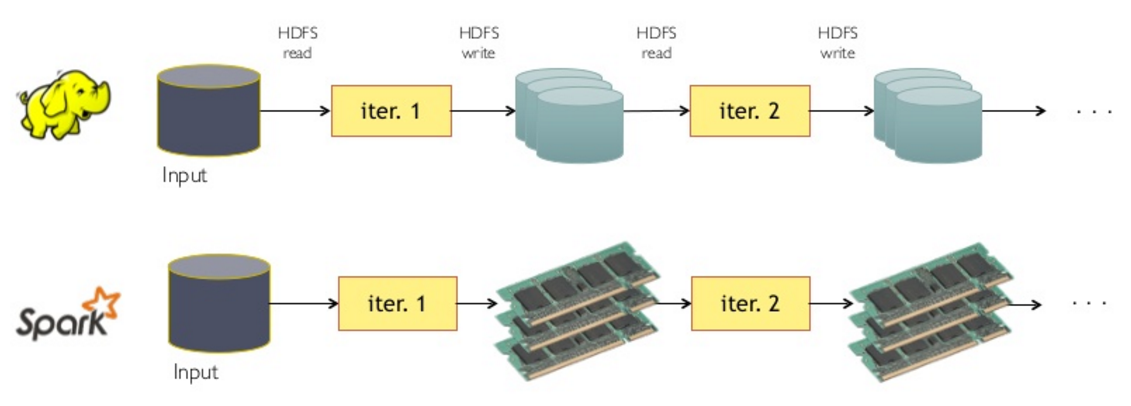 HDFS
read
HDFS
write
HDFS
read
HDFS
write
iter. 1
iter. 2
. . .
Input
Spark
iter. 1
iter. 2
. . .
Input